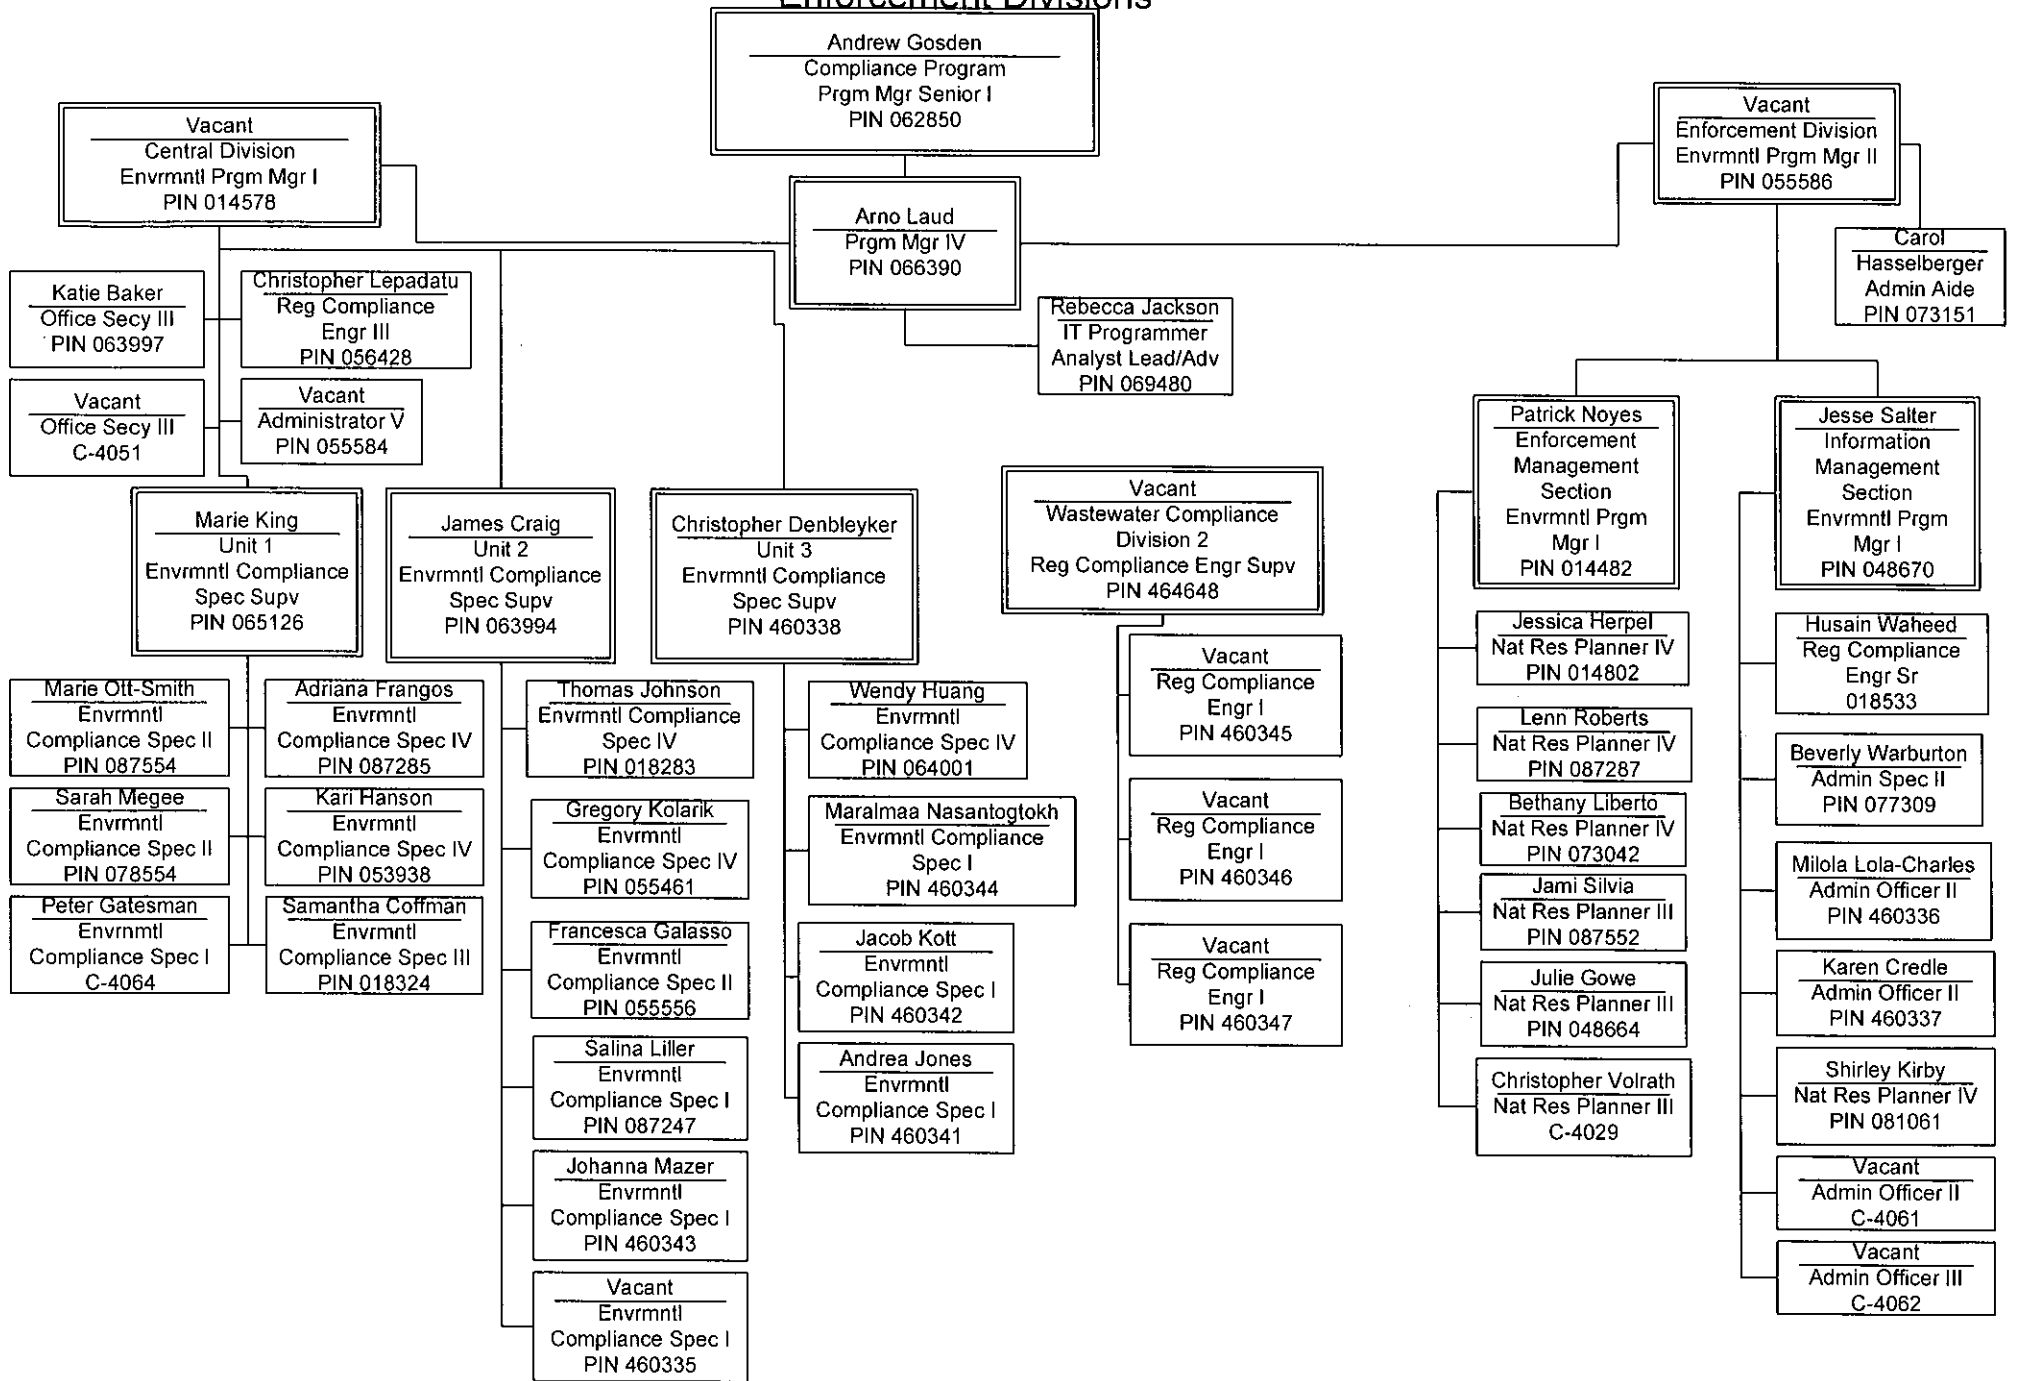 Enforcement Divisions
Andrew Gosden
Compliance Program
Prgm Mgr Senior I
PIN 062850
Vacant
Central Division
Envrmntl Prgm Mgr I
PIN 014578
Vacant
Enforcement Division
Envrmntl Prgm Mgr II
PIN 055586
Arno Laud
Prgm Mgr IV
PIN 066390
Carol
Hasselberger
Admin Aide
PIN 073151
Katie Baker
Office Secy III
PIN 063997
Christopher Lepadatu
Reg Compliance
Engr III
PIN 056428
Rebecca Jackson
IT Programmer
Analyst Lead/Adv
PIN 069480
Vacant
Office Secy III
C-4051
Vacant
Administrator V
PIN 055584
Marie King
Unit 1
Envrmntl Compliance
Spec Supv
PIN 065126
James Craig
Unit 2
Envrmntl Compliance
Spec Supv
PIN 063994
Christopher Denbleyker
Unit 3
Envrmntl Compliance
Spec Supv
PIN 460338
Vacant
Wastewater Compliance
Division 2
Reg Compliance Engr Supv
PIN 464648
Patrick Noyes
Enforcement
Management
Section
Envrmntl Prgm
Mgr I
PIN 014482
Jesse Salter
Information
Management
Section
Envrmntl Prgm
Mgr I
PIN 048670
Marie Ott-Smith
Envrmntl
Compliance Spec II
PIN 087554
Adriana Frangos
Envrmntl
Compliance Spec IV
PIN 087285
Sarah Megee
Envrmntl
Compliance Spec II
PIN 078554
Kari Hanson
Envrmntl
Compliance Spec IV
PIN 053938
Peter Gatesman
Envrnmtl
Compliance Spec I
C-4064
Samantha Coffman
Envrmntl
Compliance Spec III
PIN 018324
Thomas Johnson
Envrmntl Compliance
Spec IV
PIN 018283
Gregory Kolarik
Envrmntl
Compliance Spec IV
PIN 055461
Francesca Galasso
Envrmntl
Compliance Spec II
PIN 055556
Salina Liller
Envrmntl
Compliance Spec I
PIN 087247
Johanna Mazer
Envrmntl
Compliance Spec I
PIN 460343
Vacant
Envrmntl
Compliance Spec I
PIN 460335
Wendy Huang
Envrmntl
Compliance Spec IV
PIN 064001
Maralmaa Nasantogtokh
Envrmntl Compliance
Spec I
PIN 460344
Jacob Kott
Envrmntl
Compliance Spec I
PIN 460342
Andrea Jones
Envrmntl
Compliance Spec I
PIN 460341
Vacant
Reg Compliance
Engr I
PIN 460345
Vacant
Reg Compliance
Engr I
PIN 460346
Vacant
Reg Compliance
Engr I
PIN 460347
Jessica Herpel
Nat Res Planner IV
PIN 014802
Lenn Roberts
Nat Res Planner IV
PIN 087287
Bethany Liberto
Nat Res Planner IV
PIN 073042
Jami Silvia
Nat Res Planner III
PIN 087552
Julie Gowe
Nat Res Planner III
PIN 048664
Christopher Volrath
Nat Res Planner III
C-4029
Husain Waheed
Reg Compliance
Engr Sr
018533
Beverly Warburton
Admin Spec II
PIN 077309
Milola Lola-Charles
Admin Officer II
PIN 460336
Karen Credle
Admin Officer II
PIN 460337
Shirley Kirby
Nat Res Planner IV
PIN 081061
Vacant
Admin Officer II
C-4061
Vacant
Admin Officer III
C-4062